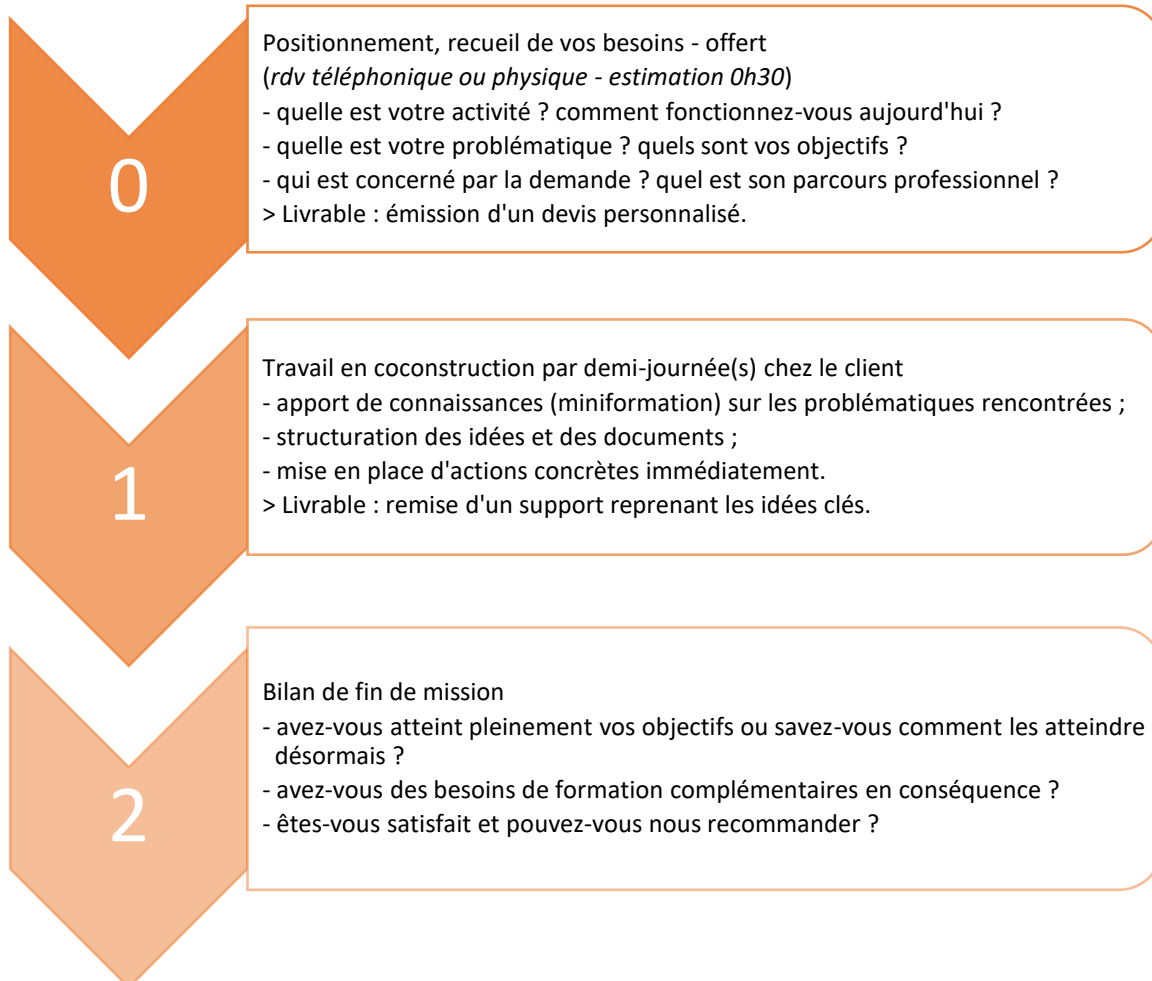 0
Positionnement, recueil de vos besoins - offert
(rdv téléphonique ou physique - estimation 0h30)
- quelle est votre activité ? comment fonctionnez-vous aujourd'hui ?
- quelle est votre problématique ? quels sont vos objectifs ?
- qui est concerné par la demande ? quel est son parcours professionnel ?
> Livrable : émission d'un devis personnalisé.
1
Travail en coconstruction par demi-journée(s) chez le client
- apport de connaissances (miniformation) sur les problématiques rencontrées ;
- structuration des idées et des documents ;
- mise en place d'actions concrètes immédiatement.
> Livrable : remise d'un support reprenant les idées clés.
2
Bilan de fin de mission
- avez-vous atteint pleinement vos objectifs ou savez-vous comment les atteindre
désormais ?
- avez-vous des besoins de formation complémentaires en conséquence ?
- êtes-vous satisfait et pouvez-vous nous recommander ?